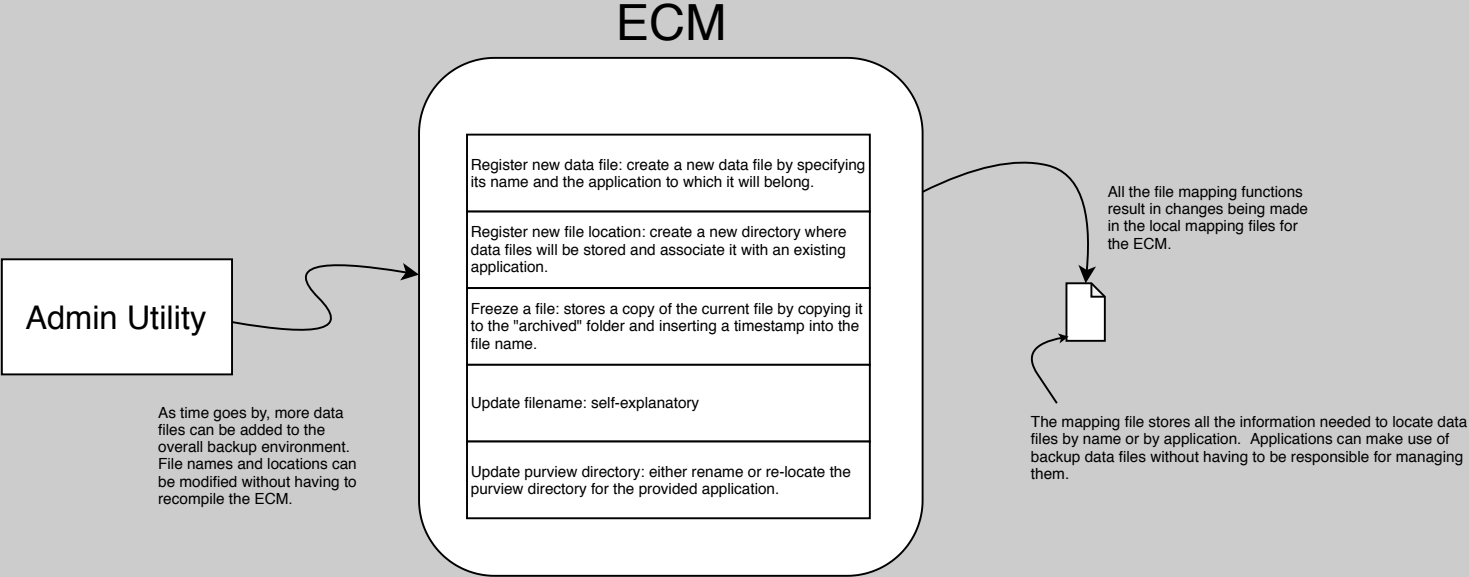 ECM
Register new data file: create a new data file by specifying
its name and the application to which it will belong.
Register new file location: create a new directory where
data files will be stored and associate it with an existing
application.
Freeze a file: stores a copy of the current file by copying it
to the "archived" folder and inserting a timestamp into the
file name.
Update filename: self-explanatory
Update purview directory: either rename or re-locate the
purview directory for the provided application.
Admin Utility
As time goes by, more data
files can be added to the
overall backup environment.
File names and locations can
be modified without having to
recompile the ECM.
All the file mapping functions
result in changes being made
in the local mapping files for
the ECM.
The mapping file stores all the information needed to locate data
files by name or by application.  Applications can make use of
backup data files without having to be responsible for managing
them.